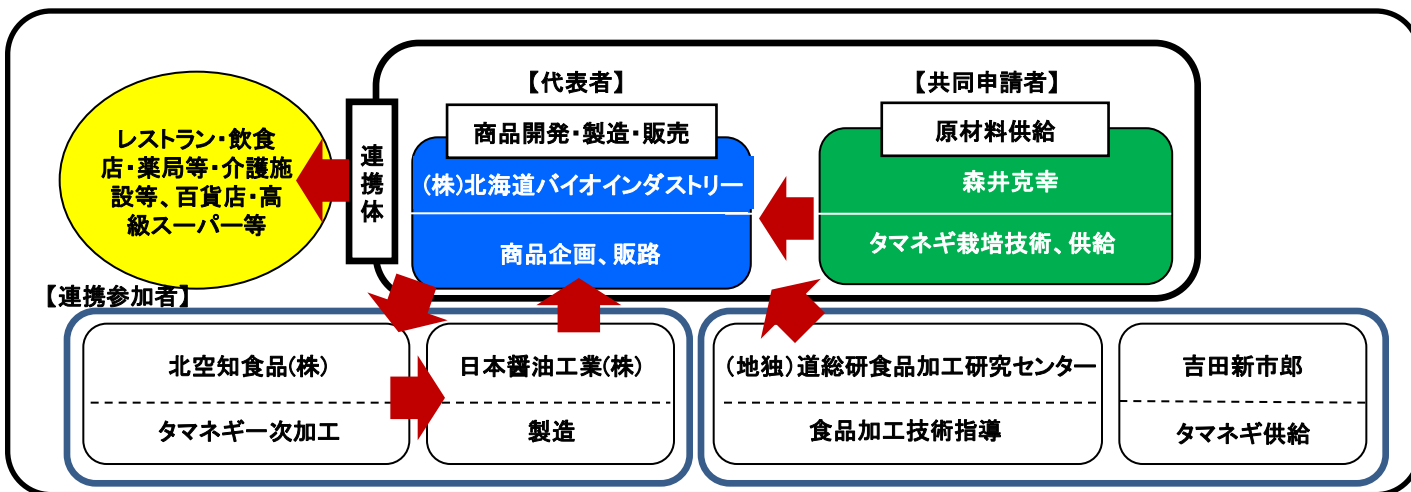 【代表者】
【共同申請者】
商品開発・製造・販売
原材料供給
レストラン・飲食
店・薬局等・介護施
設等、百貨店・高
級スーパー等
連携体
(株)北海道バイオインダストリー
商品企画、販路
森井克幸
タマネギ栽培技術、供給
【連携参加者】
北空知食品(株)
タマネギ一次加工
日本醤油工業(株)
製造
(地独)道総研食品加工研究センター
食品加工技術指導
吉田新市郎
タマネギ供給